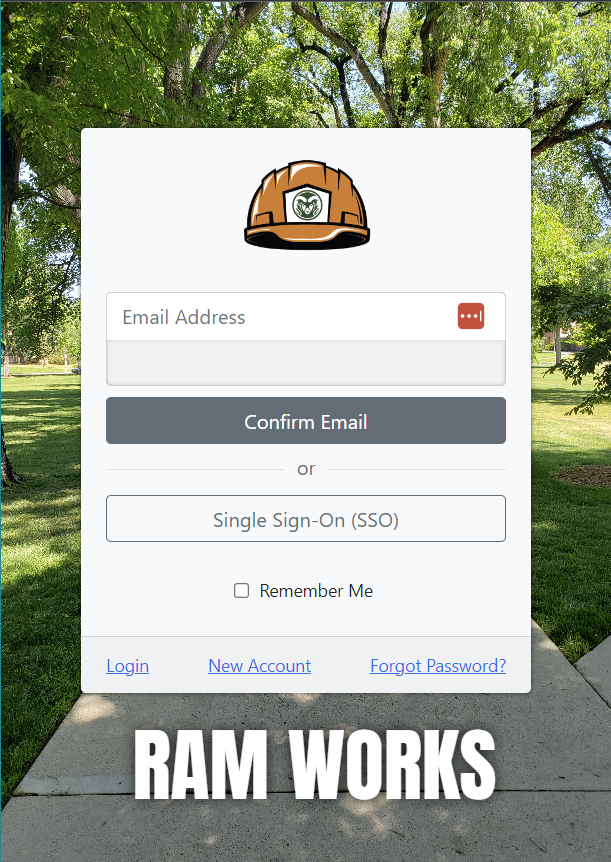 Email Address
Confirm Email
or
Single Sign-On (SSO)
Remember Me
Login New Account Forgot Password?
RAM WORKS